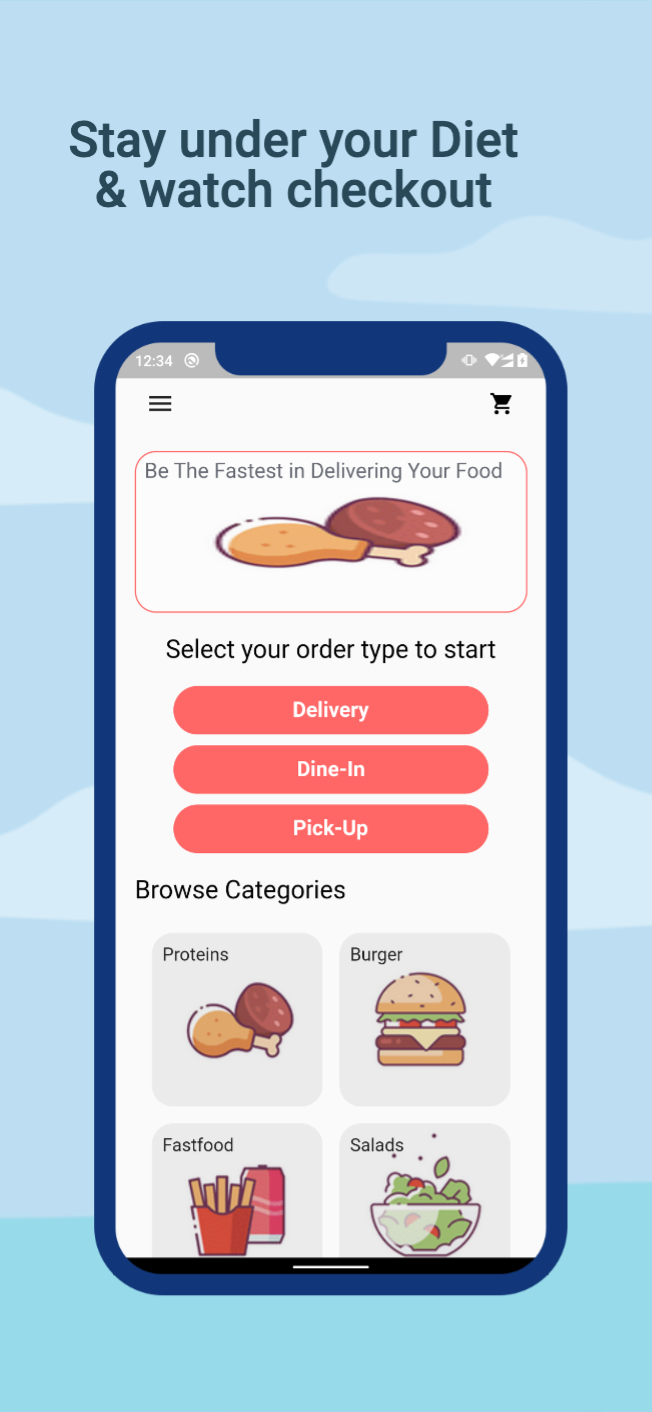 Stay under your Diet
& watch checkout
12:34
Be The Fastest in Delivering Your Food
Select your order type to start
Delivery
Dine-In
Pick-Up
Browse Categories
Proteins
Burger
Fastfood
Salads